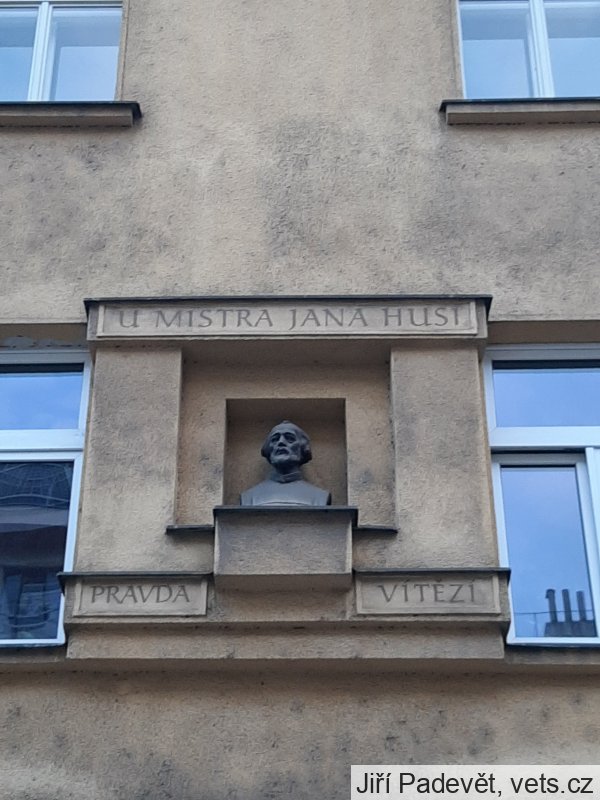 U MISTRA JANA HUSI
PRAVDA VÍTĚZÍ
Jiří Padevět, vets.cz